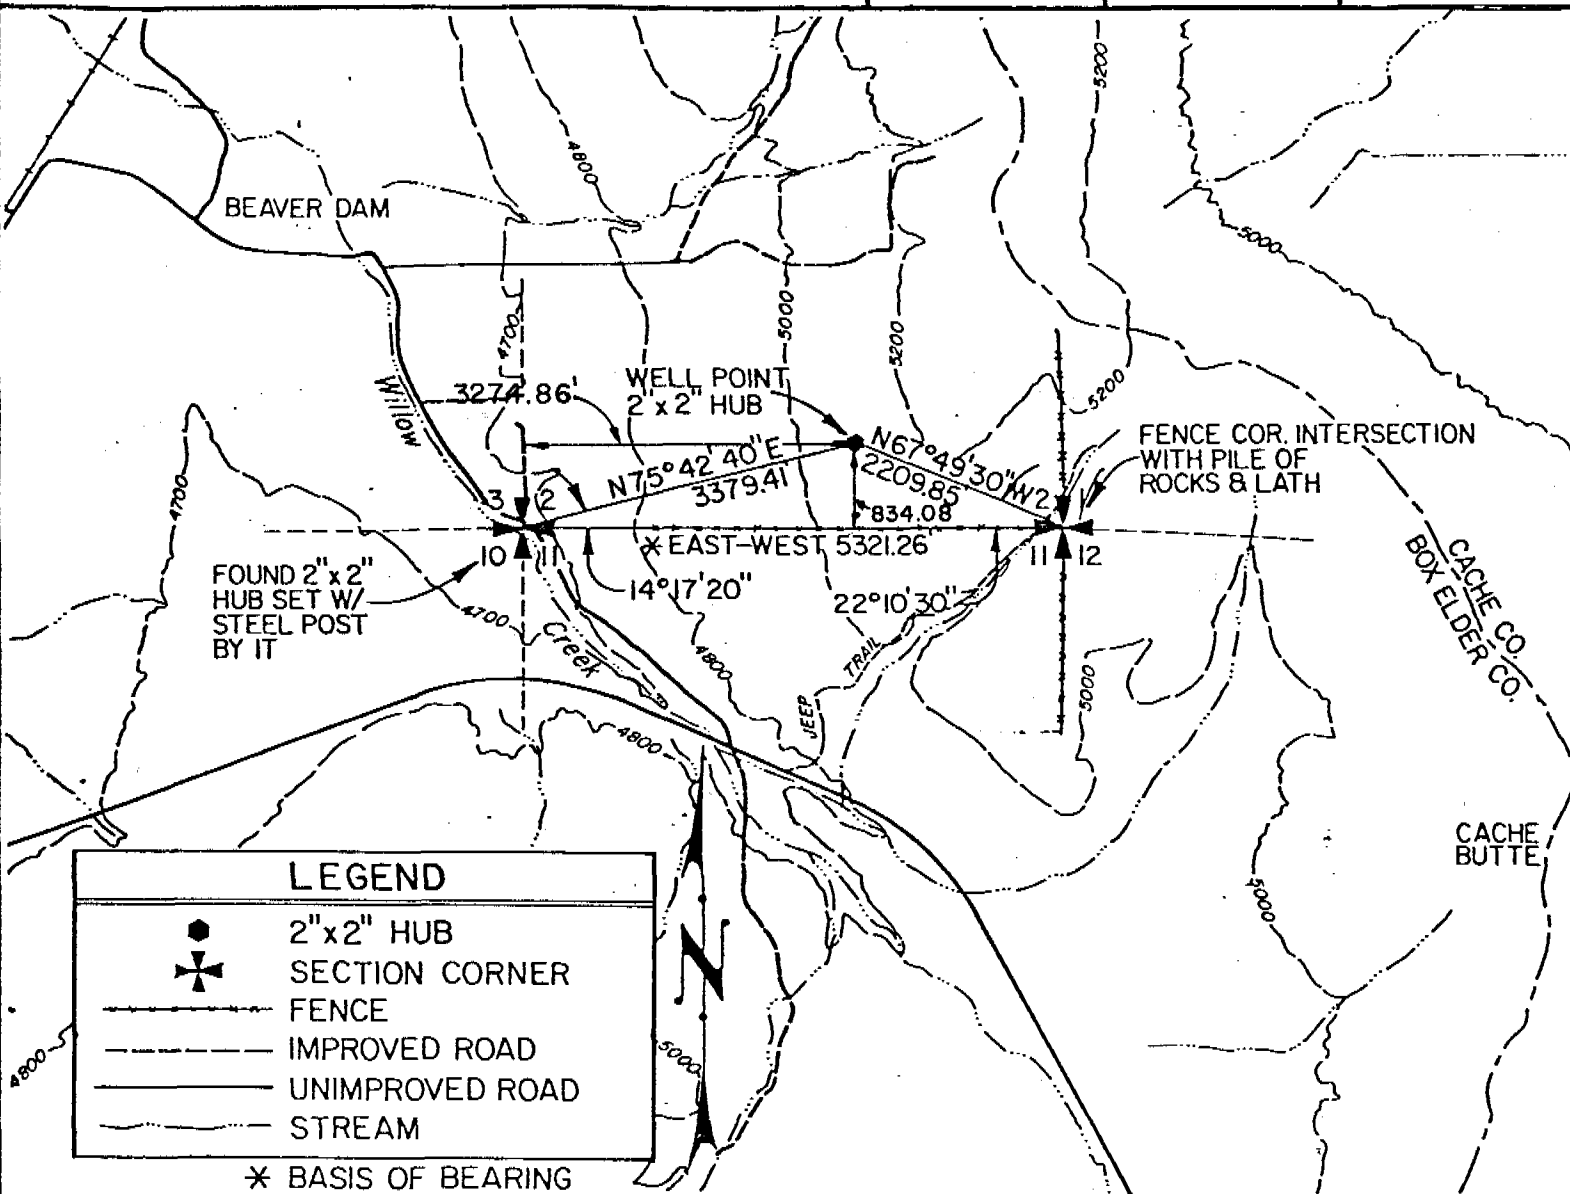 5200
4800
BEAVER DAM
5000
4700
5000
5200
WELL POINT
2"x2" HUB
3274.86'
Willow
5200
N75°42'40"E
3379.41'
N67°49'30"W
2209.85'
FENCE COR. INTERSECTION
WITH PILE OF
ROCKS & LATH
4700
3 2
2 1
834.08
10 11
* EAST-WEST 5321.26'
11 12
FOUND 2"x2"
HUB SET W/
STEEL POST
BY IT
14°17'20"
22°10'30"
4700
Creek
4800
JEEP TRAIL
5000
CACHE CO.
BOX ELDER CO.
4800
CACHE
BUTTE
5000
LEGEND
2"x2" HUB
SECTION CORNER
FENCE
IMPROVED ROAD
UNIMPROVED ROAD
STREAM
* BASIS OF BEARING
N
4800
5000